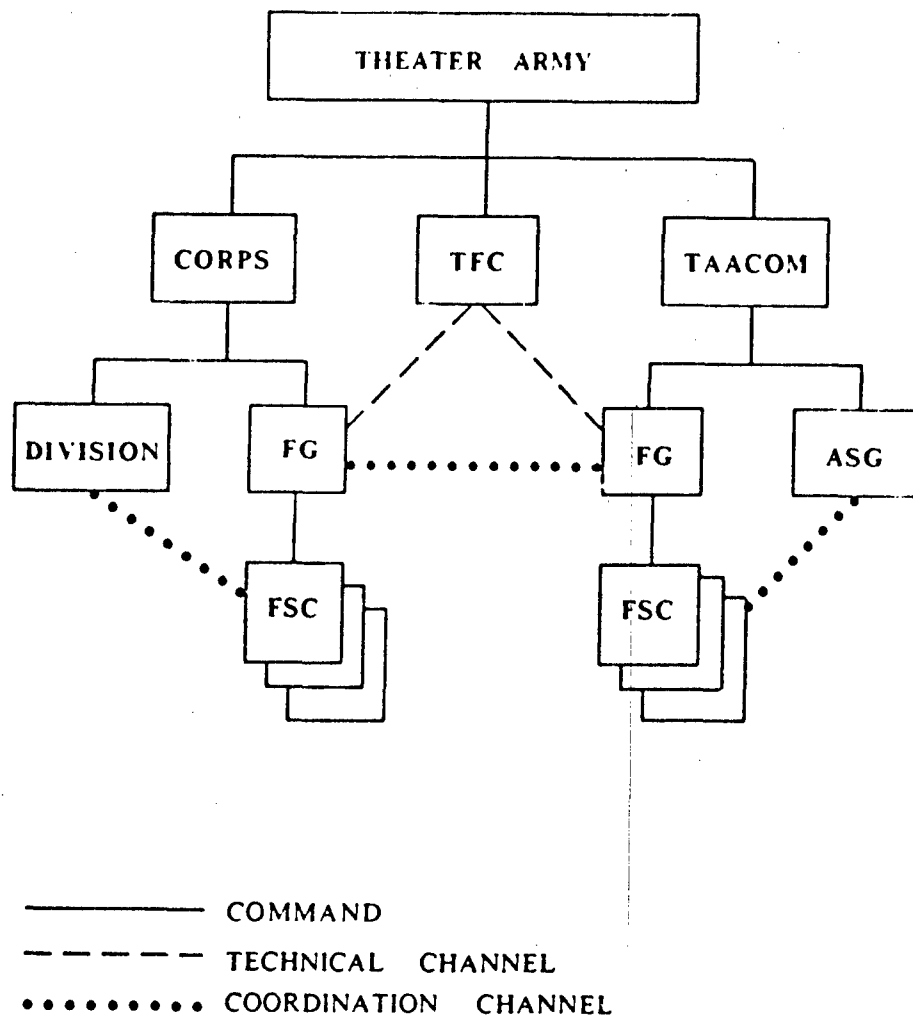 THEATER ARMY
CORPS
TFC
TAACOM
DIVISION
FG
FG
ASG
FSC
FSC
COMMAND
TECHNICAL CHANNEL
COORDINATION CHANNEL